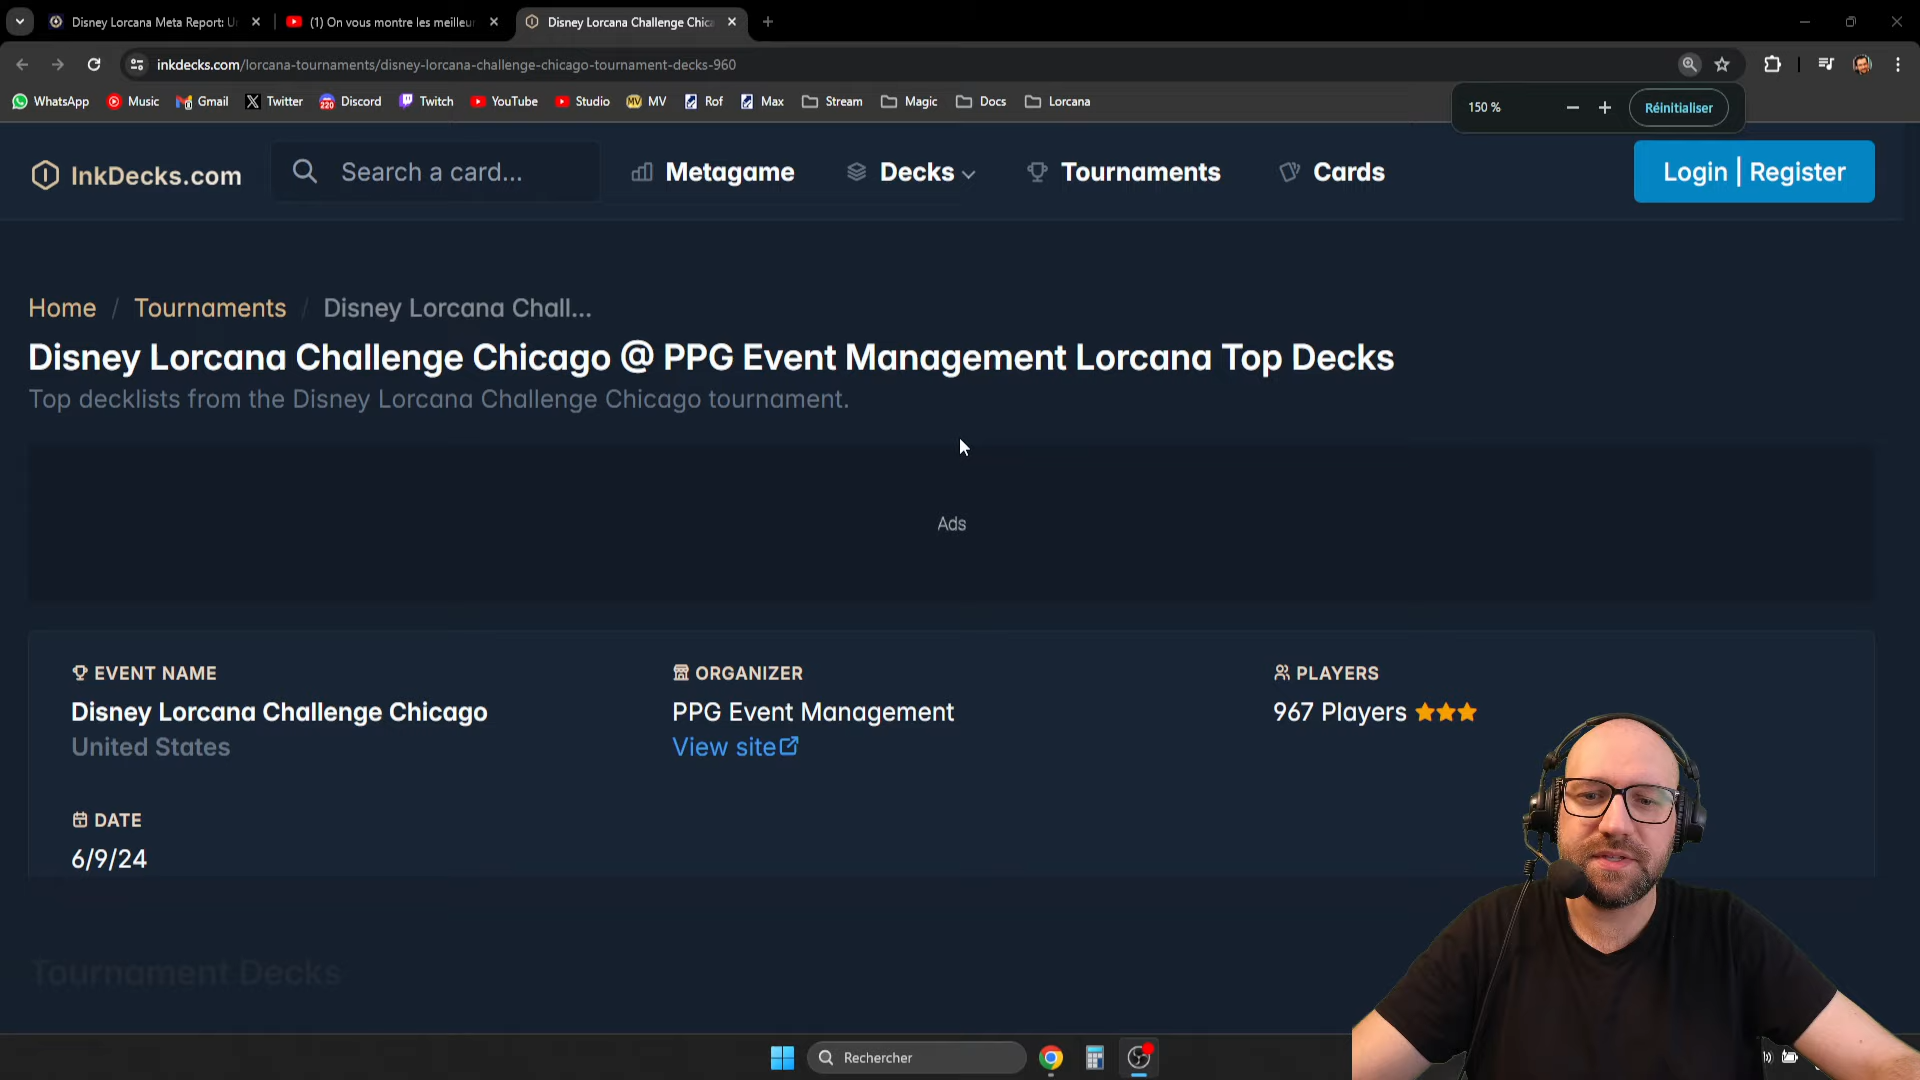 Disney Lorcana Meta Report: U
(1) On vous montre les meilleu
Disney Lorcana Challenge Chica
inkdecks.com/lorcana-tournaments/disney-lorcana-challenge-chicago-tournament-decks-960
WhatsApp
Music
Gmail
Twitter
220
Discord
Twitch
YouTube
Studio
MV
MV
Rof
Max
Stream
Magic
Docs
Lorcana
150 %
Réinitialiser
InkDecks.com
Search a card...
Metagame
Decks
Tournaments
Cards
Login | Register
Home / Tournaments / Disney Lorcana Chall...
Disney Lorcana Challenge Chicago @ PPG Event Management Lorcana Top Decks
Top decklists from the Disney Lorcana Challenge Chicago tournament.
Ads
EVENT NAME
Disney Lorcana Challenge Chicago
United States
ORGANIZER
PPG Event Management
View site
PLAYERS
967 Players
DATE
6/9/24
Tournament Decks
Rechercher